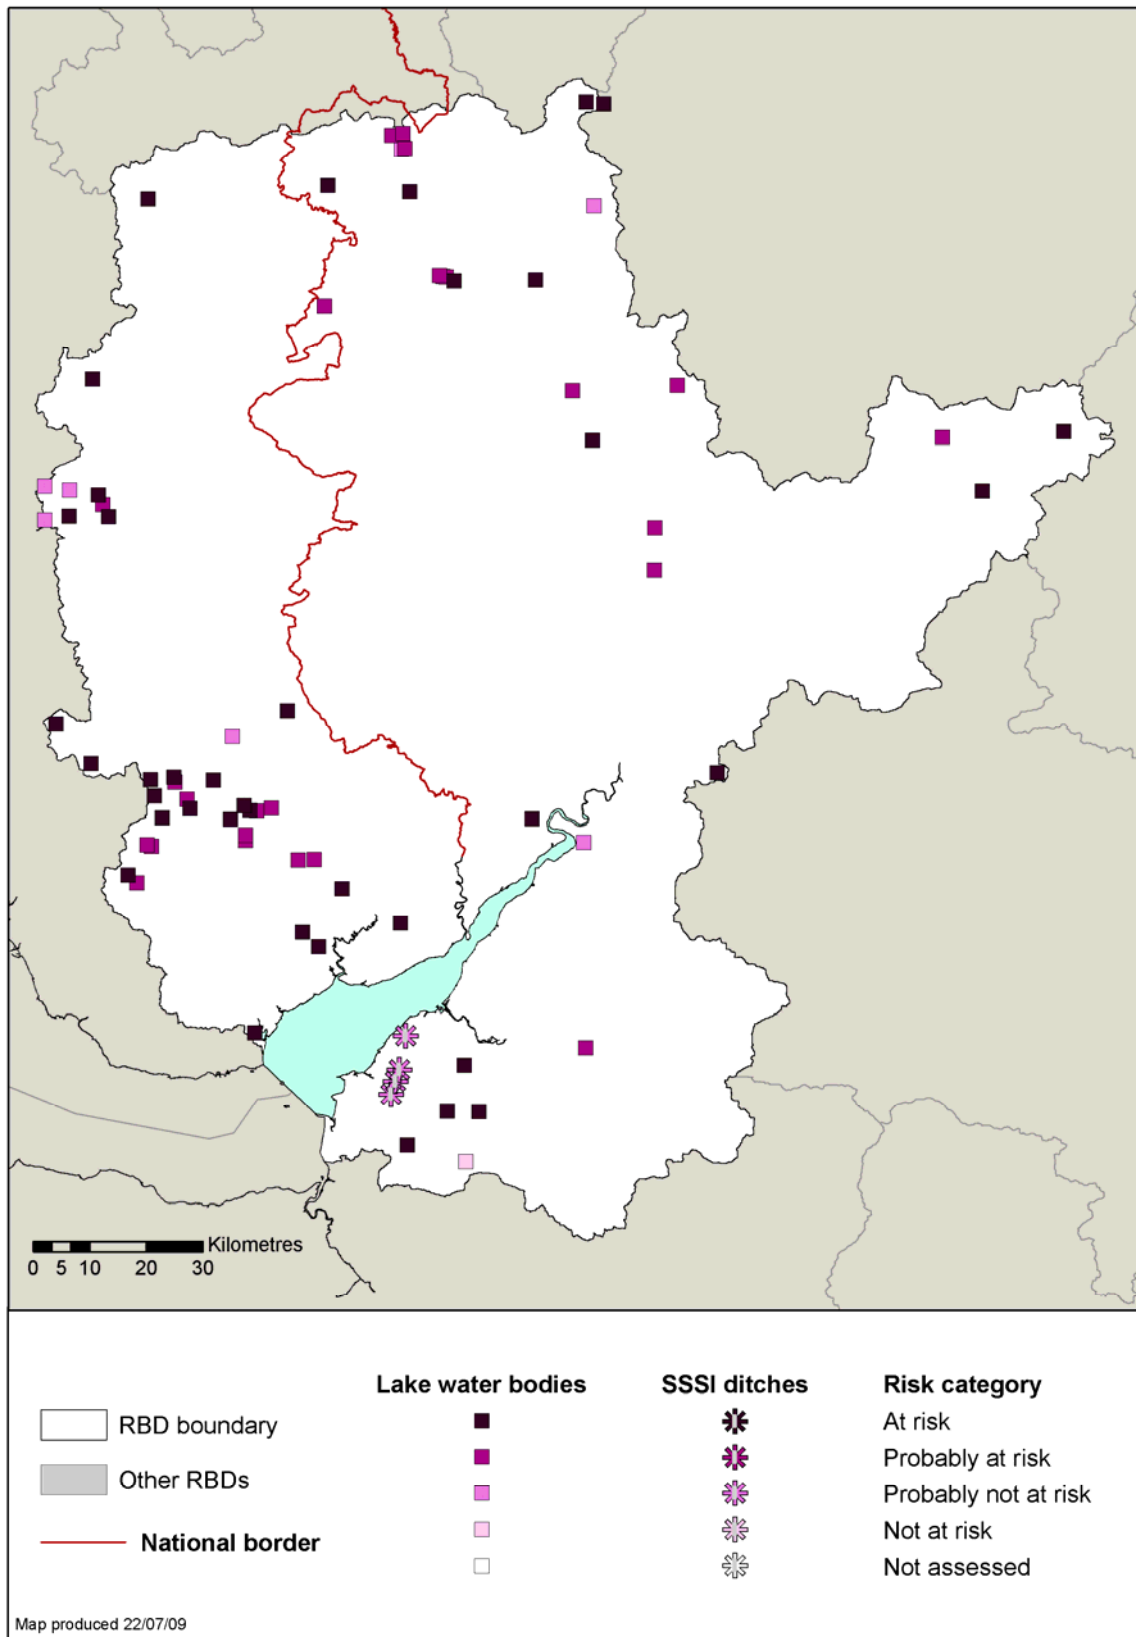 Kilometres
0 5 10 20 30
Lake water bodies SSSI ditches Risk category
RBD boundary At risk
Other RBDs Probably at risk
National border Probably not at risk
Not at risk
Not assessed
Map produced 22/07/09